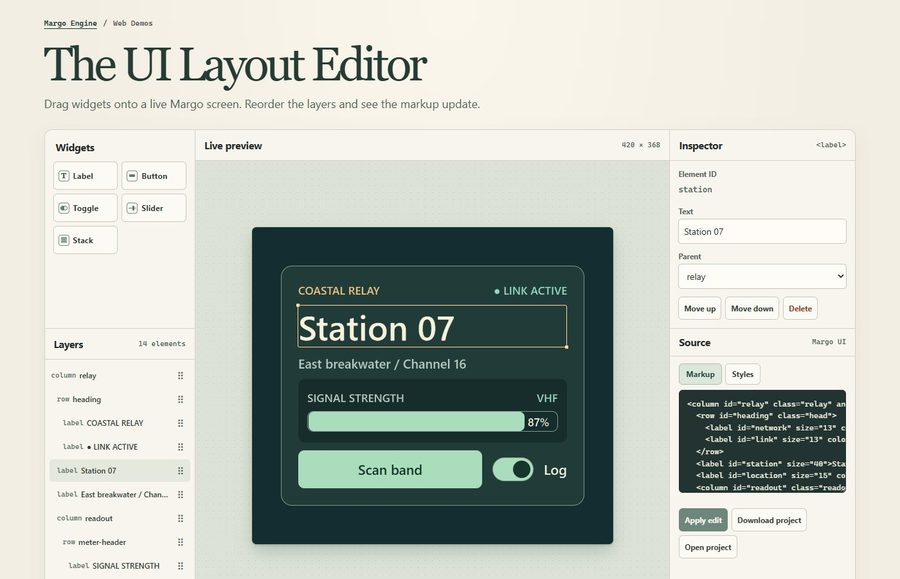 Margo Engine / Web Demos
The UI Layout Editor
Drag widgets onto a live Margo screen. Reorder the layers and see the markup update.
Widgets
Label
Button
Toggle
Slider
Stack
Layers
14 elements
column relay
row heading
label COASTAL RELAY
label ● LINK ACTIVE
label Station 07
label East breakwater / Chan...
column readout
row meter-header
label SIGNAL STRENGTH
Live preview
420 × 368
COASTAL RELAY
● LINK ACTIVE
Station 07
East breakwater / Channel 16
SIGNAL STRENGTH
VHF
87%
Scan band
Log
Inspector
<label>
Element ID
station
Text
Station 07
Parent
relay
Move up
Move down
Delete
Source
Margo UI
Markup
Styles
<column id="relay" class="relay" an
<row id="heading" class="head">
<label id="network" size="13" c
<label id="link" size="13" colo
</row>
<label id="station" size="40">Sta
<label id="location" size="15" co
<column id="readout" class="reado
Apply edit
Download project
Open project